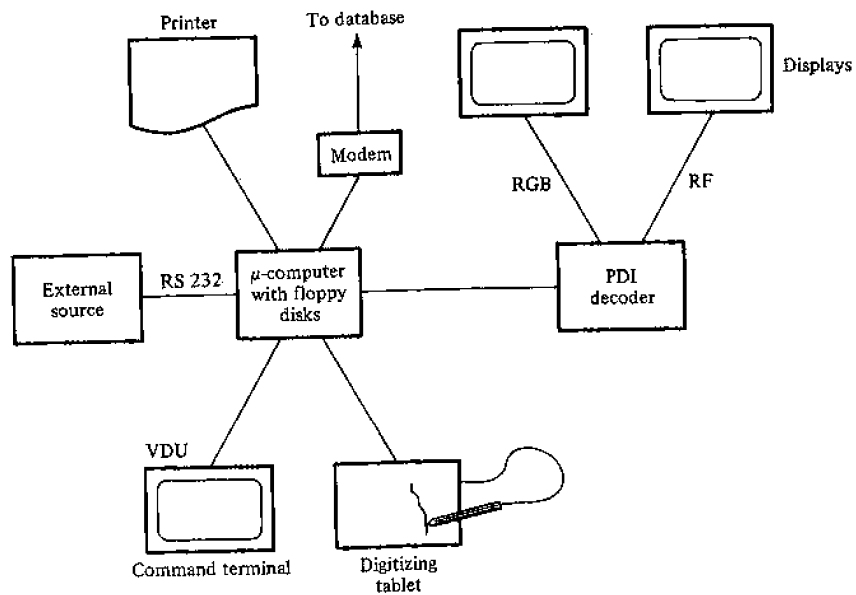 Printer
To database
Displays
Modem
RGB
RF
External
source
RS 232
μ-computer
with floppy
disks
PDI
decoder
VDU
Command terminal
Digitizing
tablet